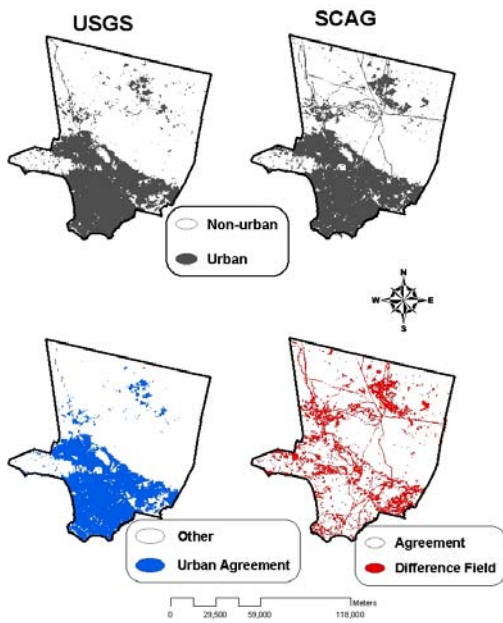 USGS
SCAG
Non-urban
Urban
N
W E
S
Other
Urban Agreement
Agreement
Difference Field
Meters
0 29,500 59,000 118,000